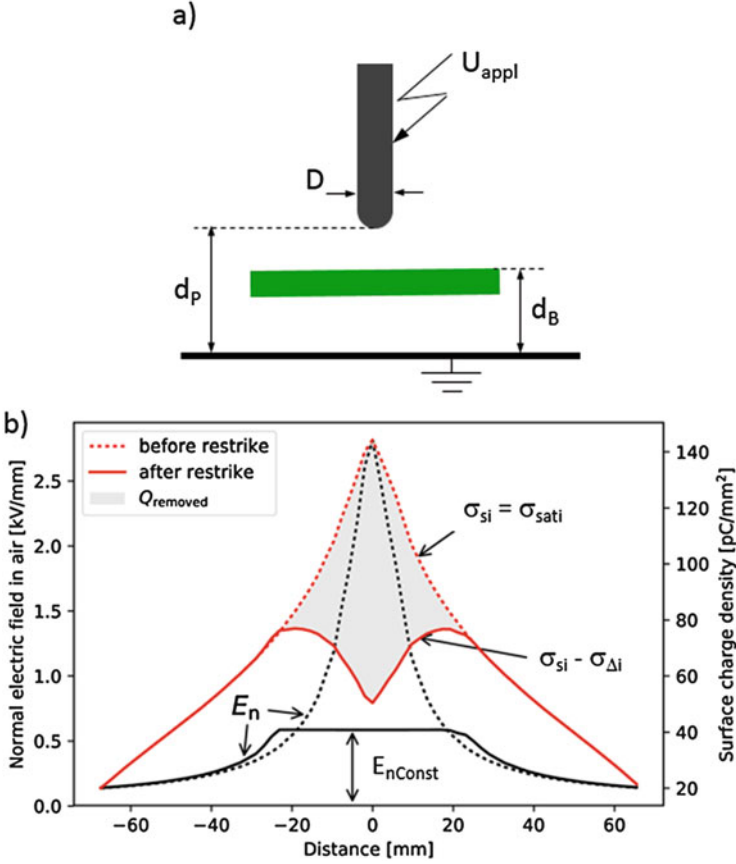 a)
U_appl
D
d_P
d_B
b)
before restrike
after restrike
Q_removed
σ_si = σ_sati
σ_si - σ_Δi
E_n
E_nConst
Normal electric field in air [kV/mm]
2.5
2.0
1.5
1.0
0.5
0.0
Surface charge density [pC/mm²]
140
120
100
80
60
40
20
−60 −40 −20 0 20 40 60
Distance [mm]